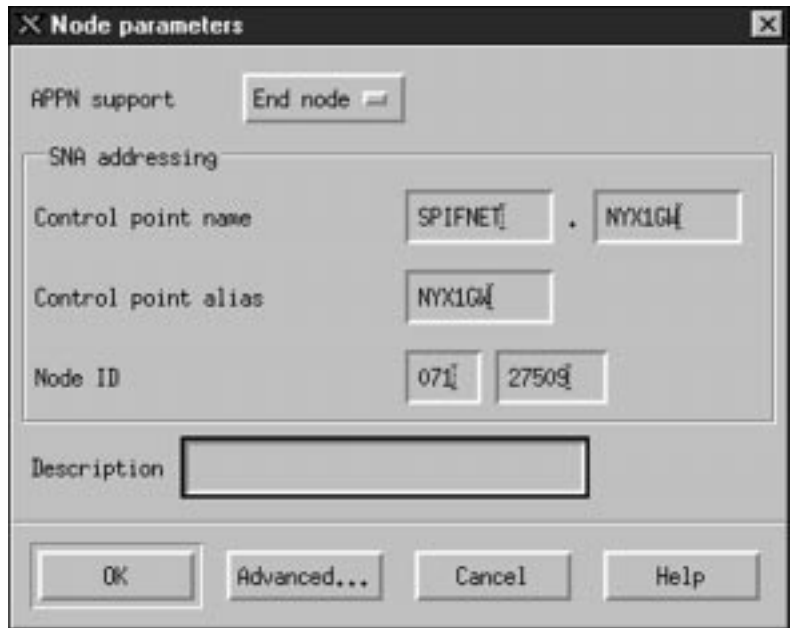 Node parameters
APPN support End node
SNA addressing
Control point name SPIFNET . NYX1GW
Control point alias NYX1GW
Node ID 071 27509
Description
OK Advanced... Cancel Help